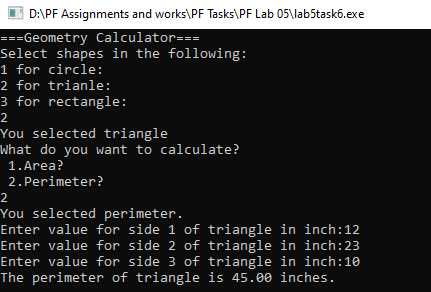 D:\PF Assignments and works\PF Tasks\PF Lab 05\lab5task6.exe
===Geometry Calculator===
Select shapes in the following:
1 for circle:
2 for trianle:
3 for rectangle:
2
You selected triangle
What do you want to calculate?
 1.Area?
 2.Perimeter?
2
You selected perimeter.
Enter value for side 1 of triangle in inch:12
Enter value for side 2 of triangle in inch:23
Enter value for side 3 of triangle in inch:10
The perimeter of triangle is 45.00 inches.